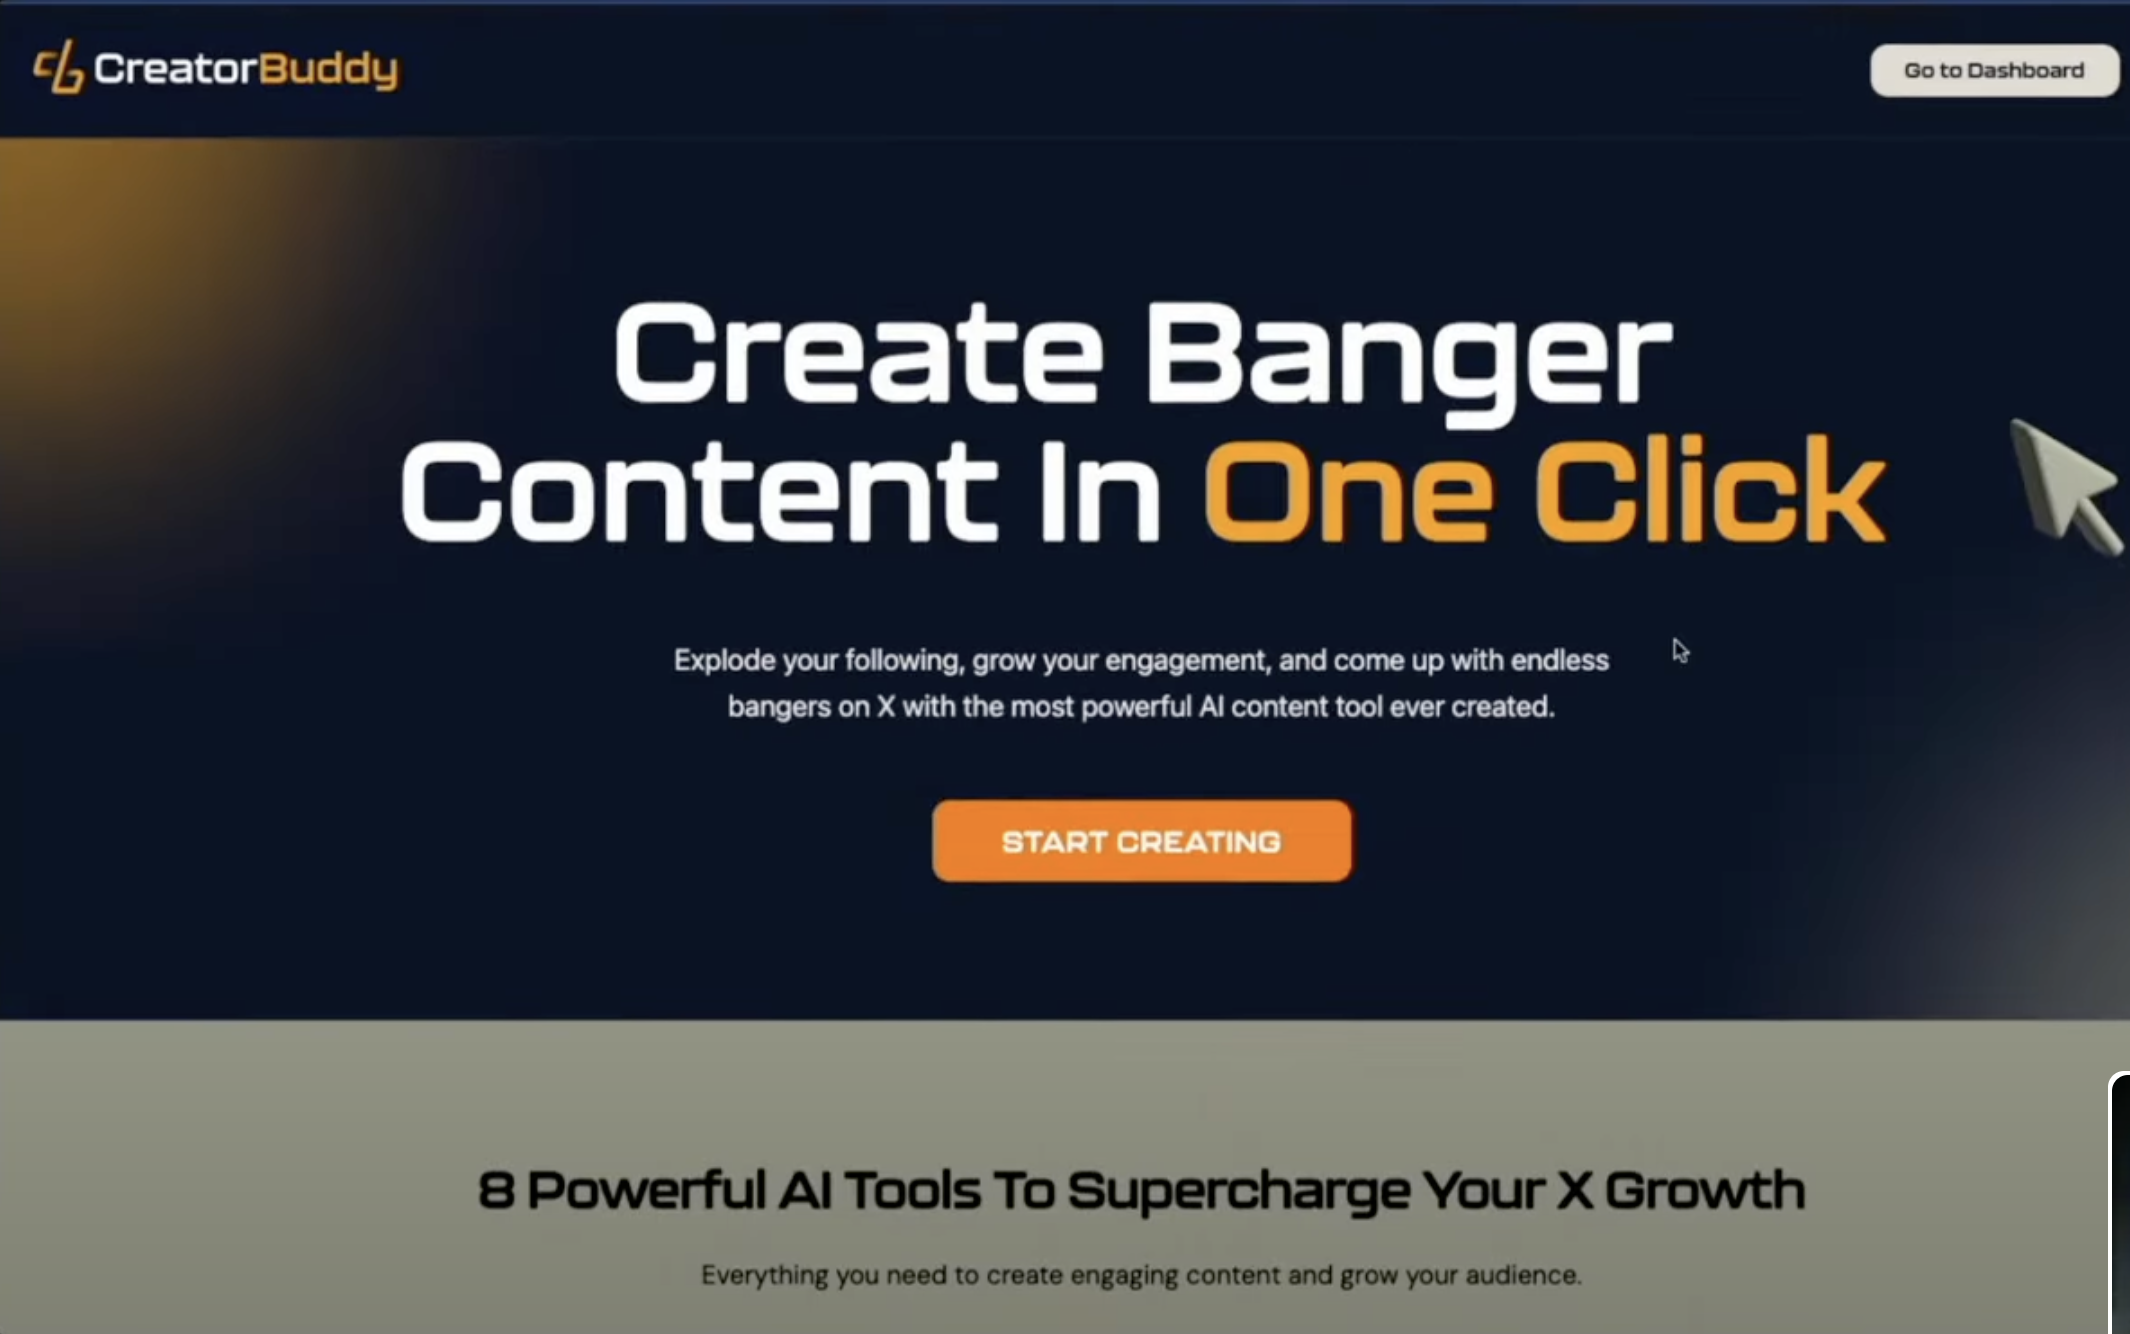 CreatorBuddy
Go to Dashboard
Create Banger
Content In One Click
Explode your following, grow your engagement, and come up with endless
bangers on X with the most powerful AI content tool ever created.
START CREATING
8 Powerful AI Tools To Supercharge Your X Growth
Everything you need to create engaging content and grow your audience.